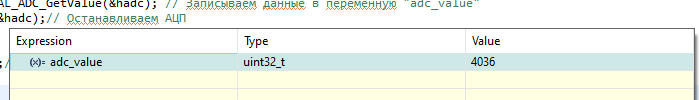 AL_ADC_GetValue(&hadc); // Записываем данные в переменную "adc_value"
&hadc);// Останавливаем АЦП
Expression Type Value
;/ (x)= adc_value uint32_t 4036